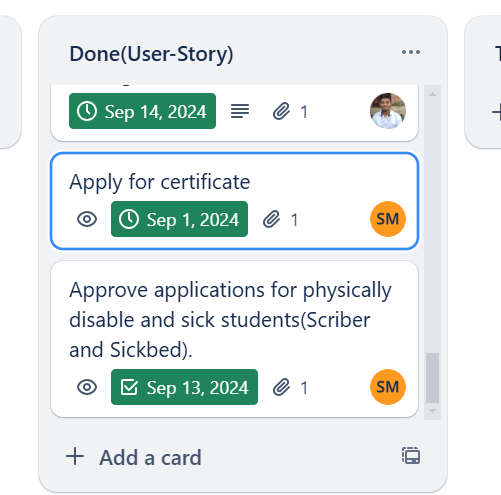 Done(User-Story)
Sep 14, 2024 1
Apply for certificate
Sep 1, 2024 1 SM
Approve applications for physically
disable and sick students(Scriber
and Sickbed).
Sep 13, 2024 1 SM
Add a card